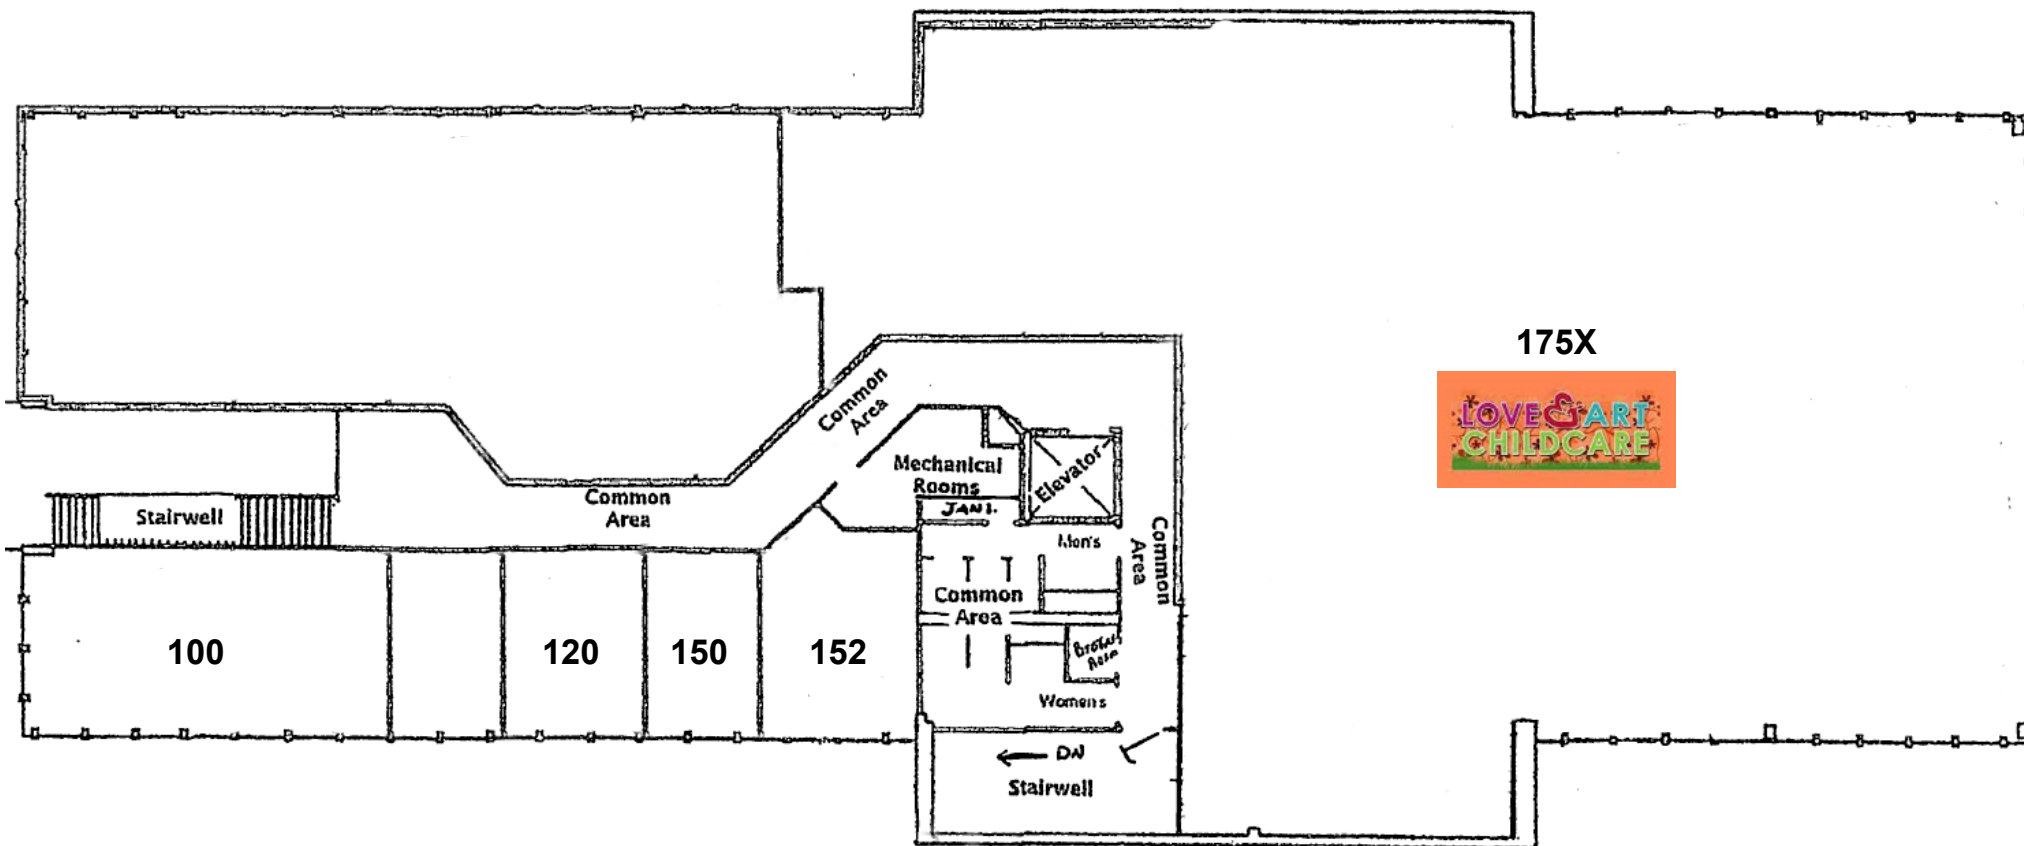 175X
LOVE & ART
CHILDCARE
Common
Area
Mechanical
Rooms
Elevator
JANI.
Common
Area
Stairwell
Men's
Common
Area
Common
Area
100
120
150
152
Room
Womens
DN
Stairwell